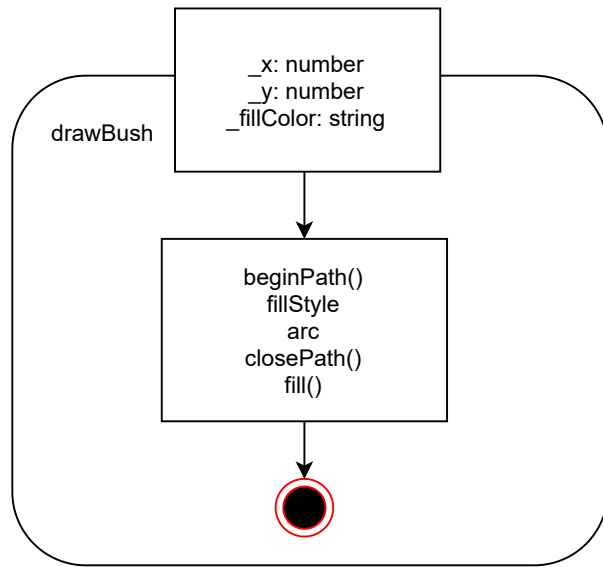 _x: number
_y: number
_fillColor: string
drawBush
beginPath()
fillStyle
arc
closePath()
fill()